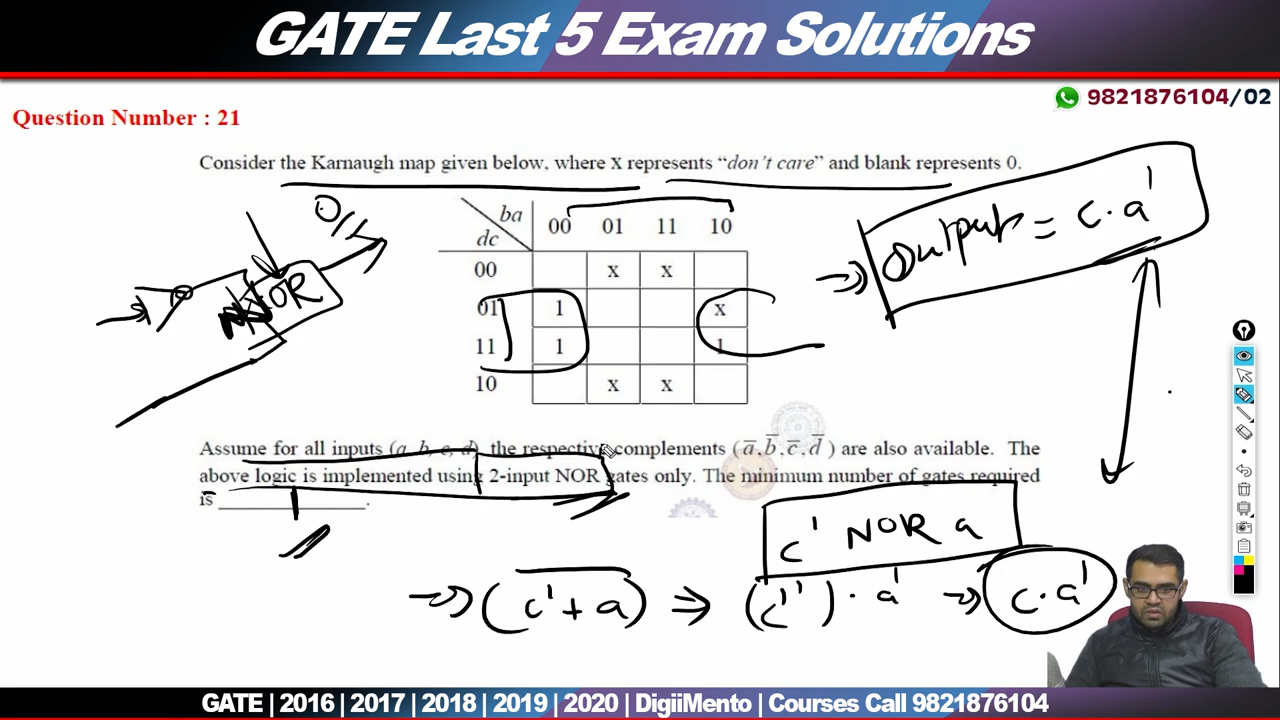 GATE Last 5 Exam Solutions
9821876104/02
Question Number : 21
Consider the Karnaugh map given below, where x represents “don’t care” and blank represents 0.
ba
dc
00 01 11 10
00 x x
01 1 x
11 1 1
10 x x
Output = c.a'
NOR
Assume for all inputs (a, b, c, d) the respective complements (a̅, b̅, c̅, d̅) are also available. The
above logic is implemented using 2-input NOR gates only. The minimum number of gates required
is ____________.
c' NOR a
⇒ (c'+a) ⇒ (c'') . a' ⇒ c.a'
GATE | 2016 | 2017 | 2018 | 2019 | 2020 | DigiiMento | Courses Call 9821876104